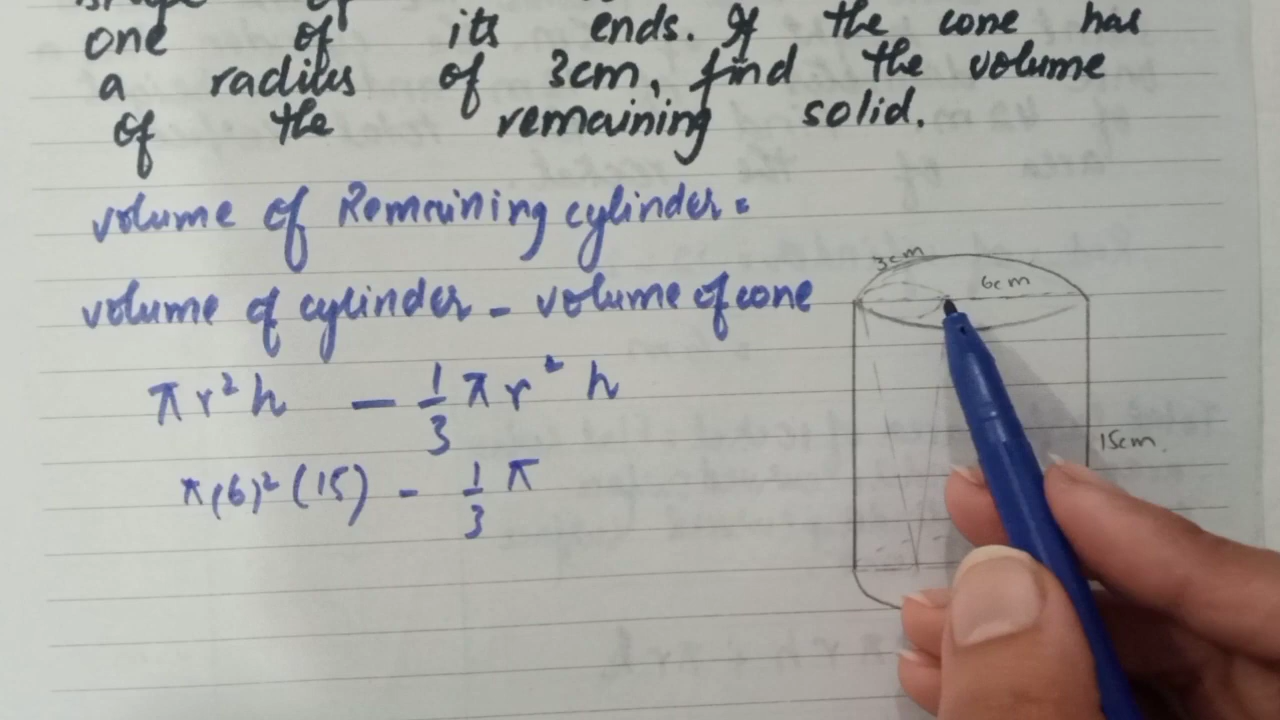 one of its ends. If the cone has
a radius of 3cm, find the volume
of the remaining solid.
volume of Remaining cylinder =
volume of cylinder - volume of cone
πr²h - 1/3 πr²h
π(6)²(15) - 1/3 π
3cm
6cm
15cm.